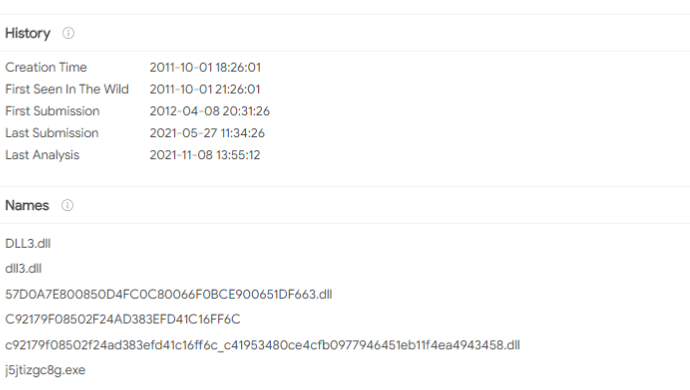 History
Creation Time 2011-10-01 18:26:01
First Seen In The Wild 2011-10-01 21:26:01
First Submission 2012-04-08 20:31:26
Last Submission 2021-05-27 11:34:26
Last Analysis 2021-11-08 13:55:12
Names
DLL3.dll
dll3.dll
57D0A7E800850D4FC0C80066F0BCE900651DF663.dll
C92179F08502F24AD383EFD41C16FF6C
c92179f08502f24ad383efd41c16ff6c_c41953480ce4cfb0977946451eb11f4ea4943458.dll
j5jtizgc8g.exe